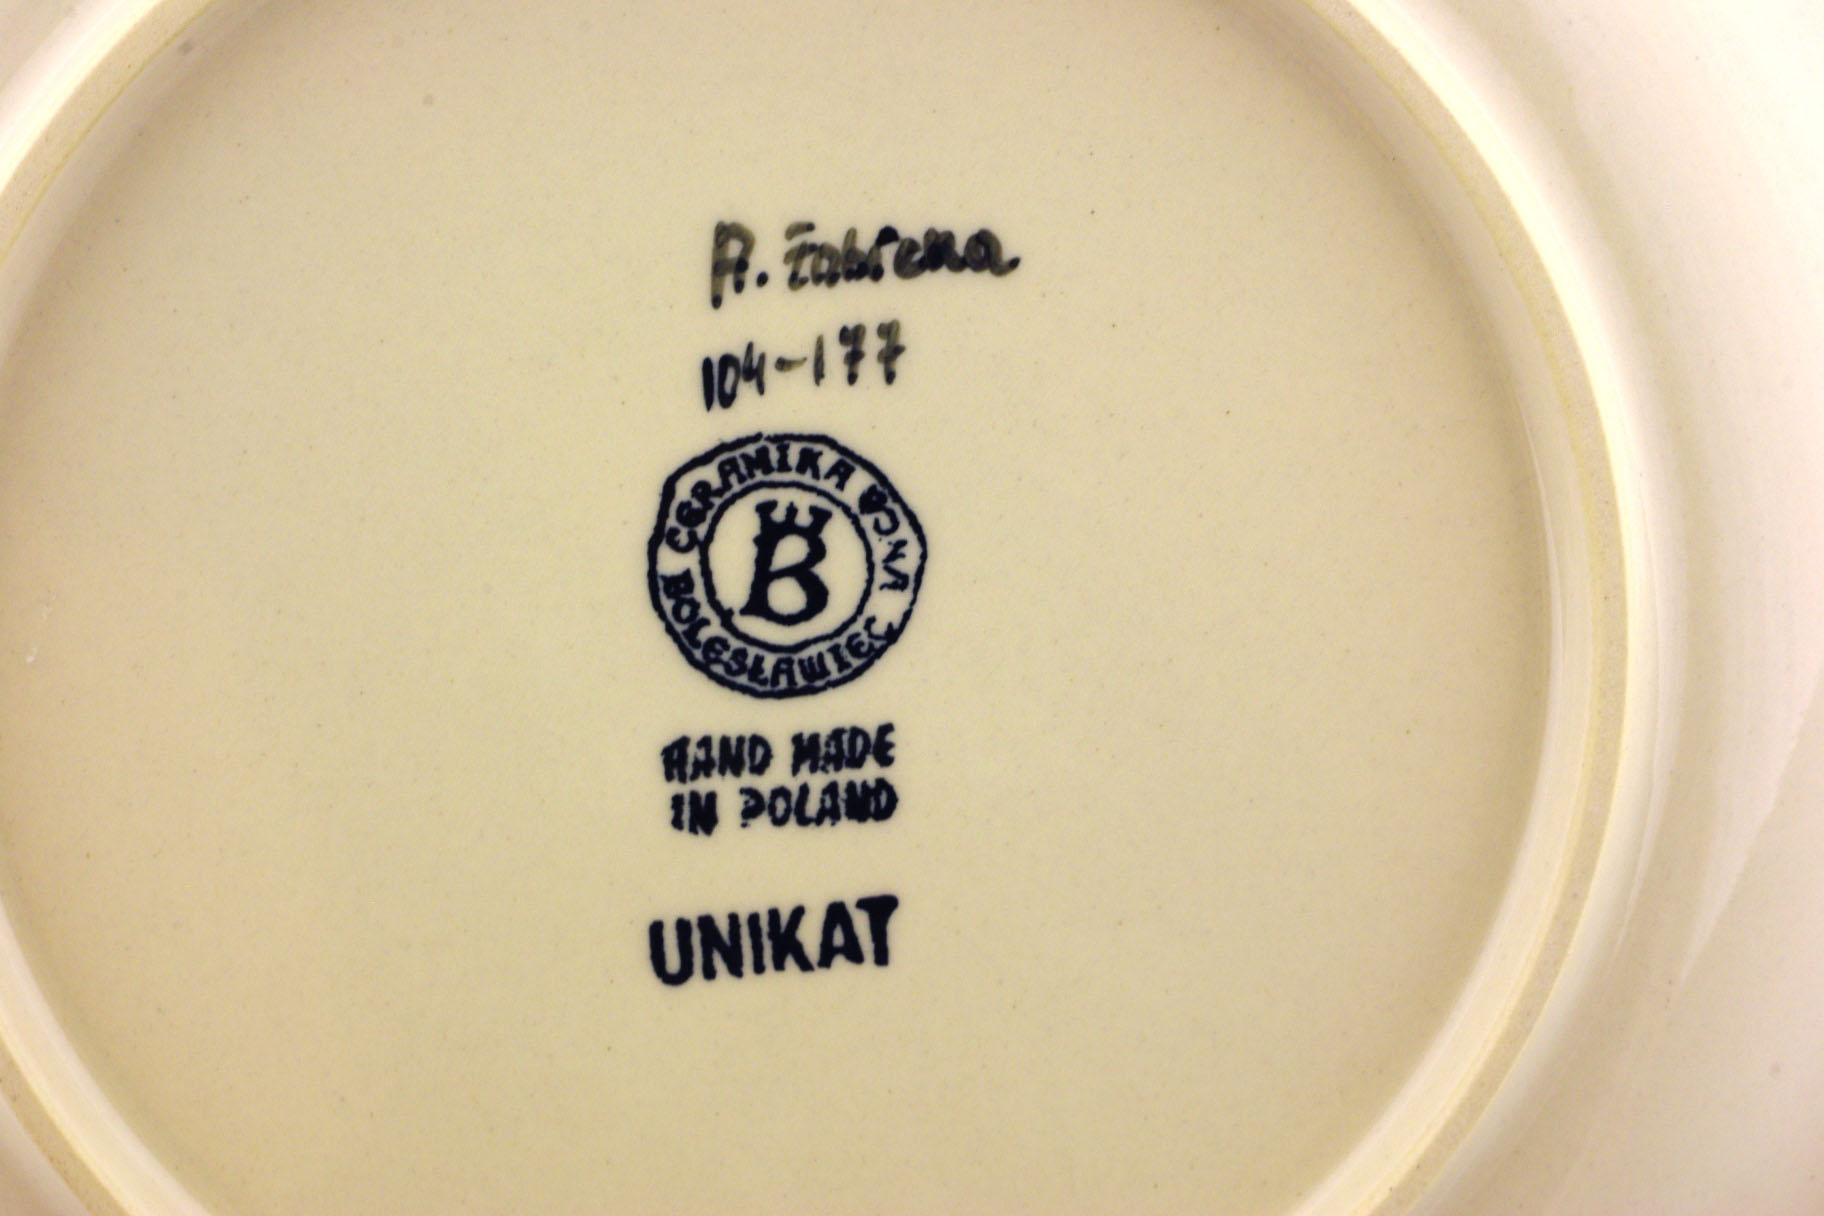 A.
104-177
CERAMIKA
BOLESŁAWIEC
B
HAND MADE
IN POLAND
UNIKAT